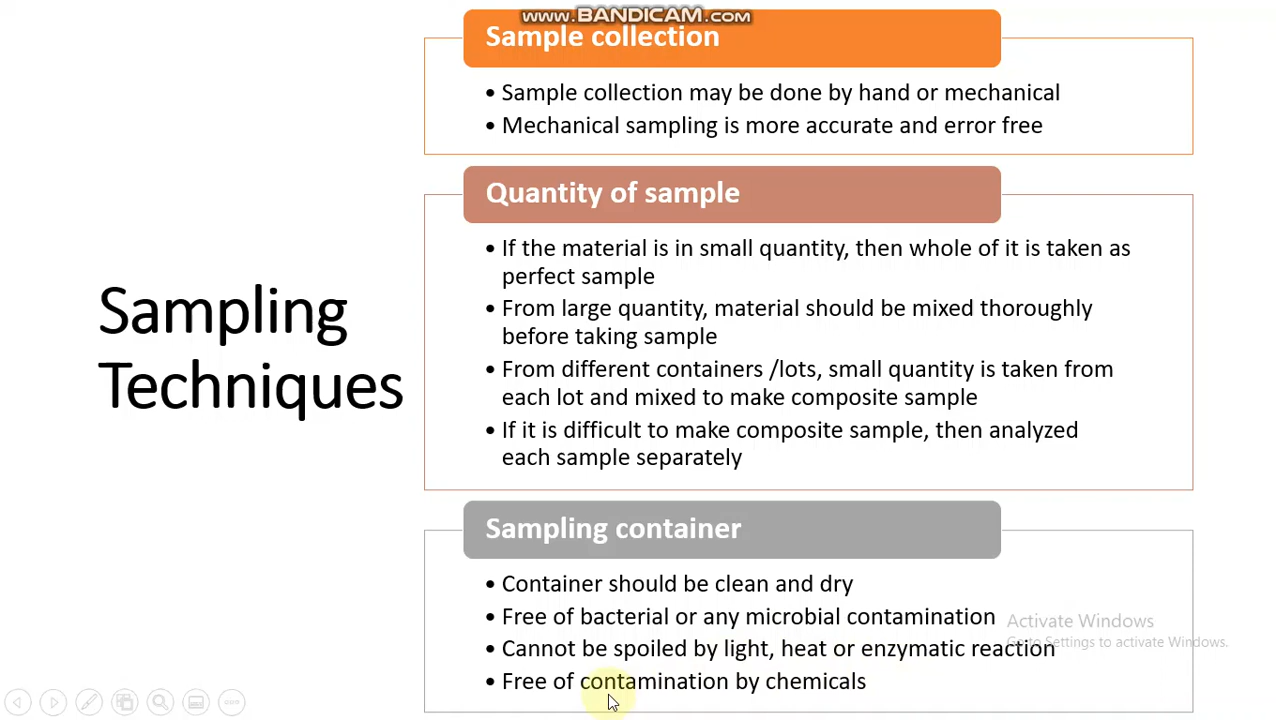 www.BANDICAM.com
Sample collection
• Sample collection may be done by hand or mechanical
• Mechanical sampling is more accurate and error free
Quantity of sample
• If the material is in small quantity, then whole of it is taken as
perfect sample
• From large quantity, material should be mixed thoroughly
before taking sample
• From different containers /lots, small quantity is taken from
each lot and mixed to make composite sample
• If it is difficult to make composite sample, then analyzed
each sample separately
Sampling
Techniques
Sampling container
• Container should be clean and dry
• Free of bacterial or any microbial contamination
• Cannot be spoiled by light, heat or enzymatic reaction
• Free of contamination by chemicals
Activate Windows
Go to Settings to activate Windows.